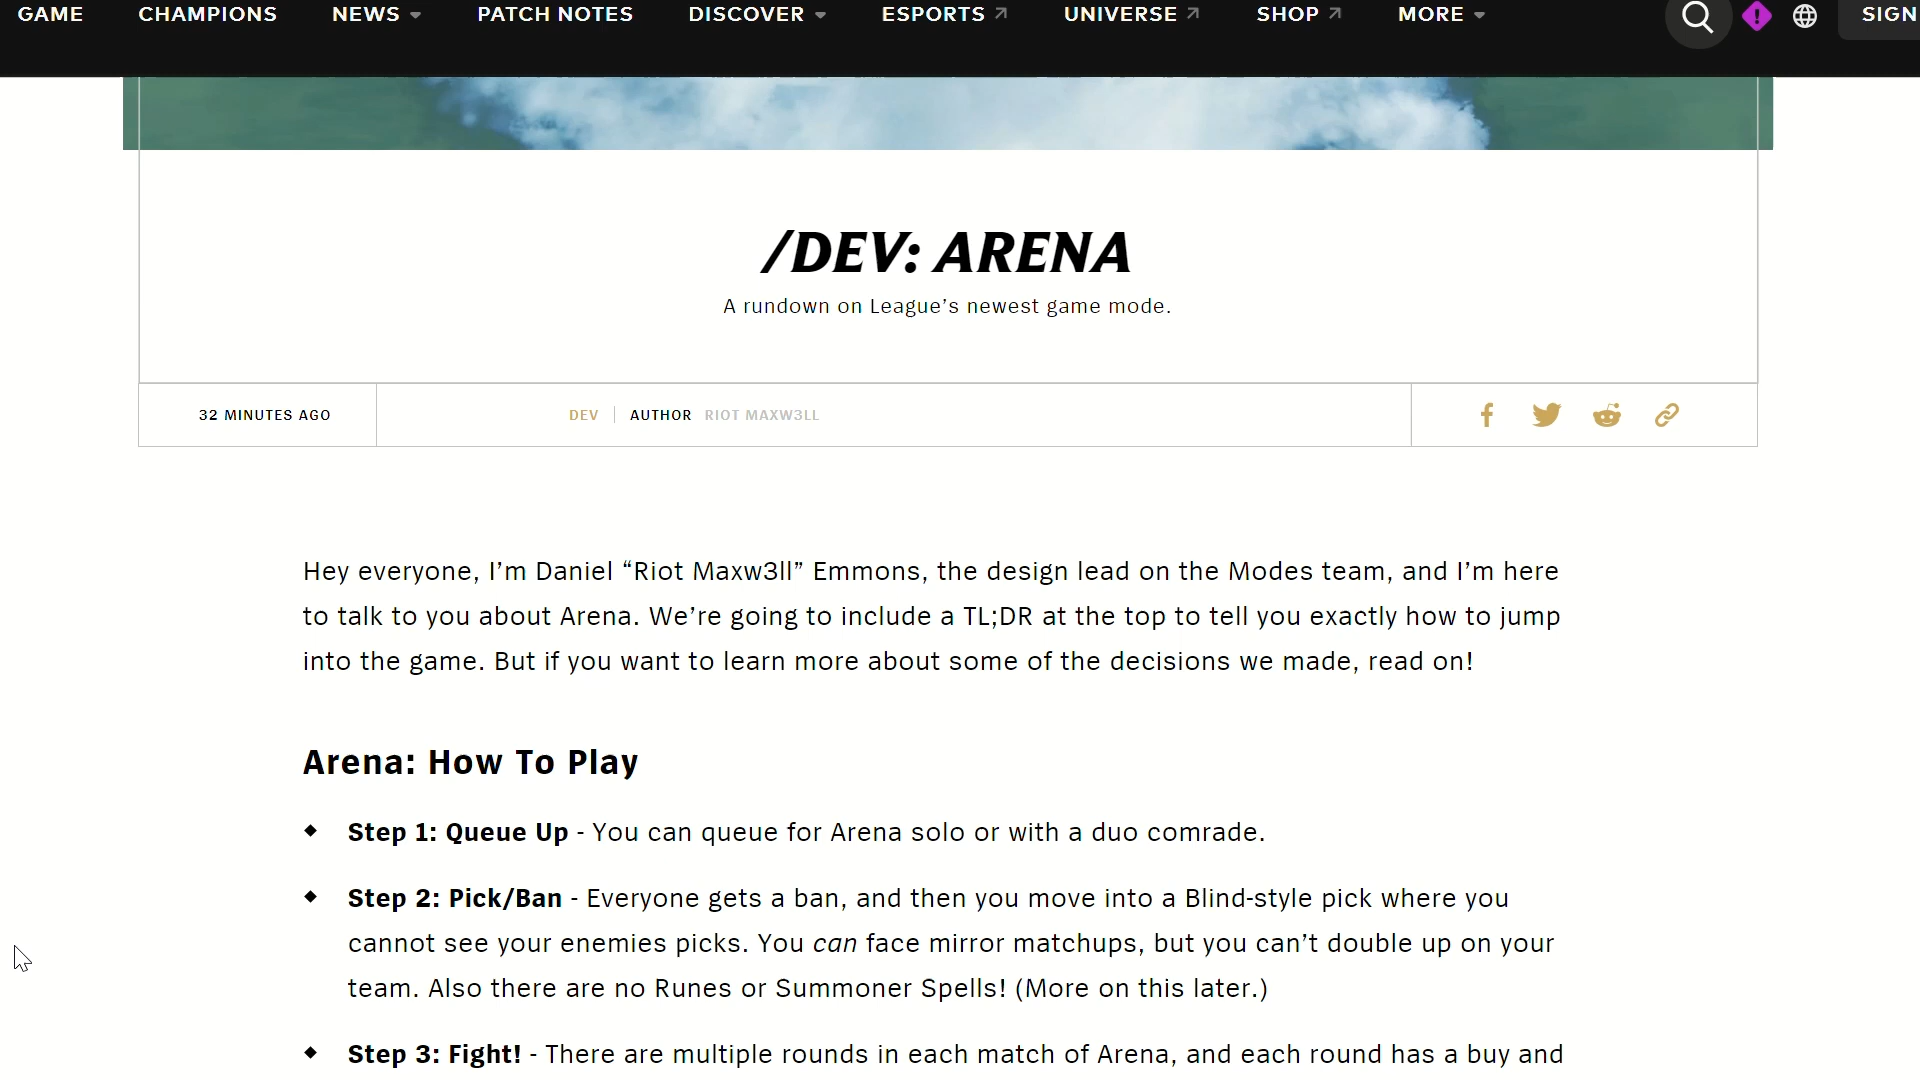 GAME CHAMPIONS NEWS PATCH NOTES DISCOVER ESPORTS UNIVERSE SHOP MORE SIGN
/DEV: ARENA
A rundown on League’s newest game mode.
32 MINUTES AGO DEV AUTHOR RIOT MAXW3LL
Hey everyone, I’m Daniel “Riot Maxw3ll” Emmons, the design lead on the Modes team, and I’m here
to talk to you about Arena. We’re going to include a TL;DR at the top to tell you exactly how to jump
into the game. But if you want to learn more about some of the decisions we made, read on!
Arena: How To Play
Step 1: Queue Up - You can queue for Arena solo or with a duo comrade.
Step 2: Pick/Ban - Everyone gets a ban, and then you move into a Blind-style pick where you
cannot see your enemies picks. You can face mirror matchups, but you can’t double up on your
team. Also there are no Runes or Summoner Spells! (More on this later.)
Step 3: Fight! - There are multiple rounds in each match of Arena, and each round has a buy and